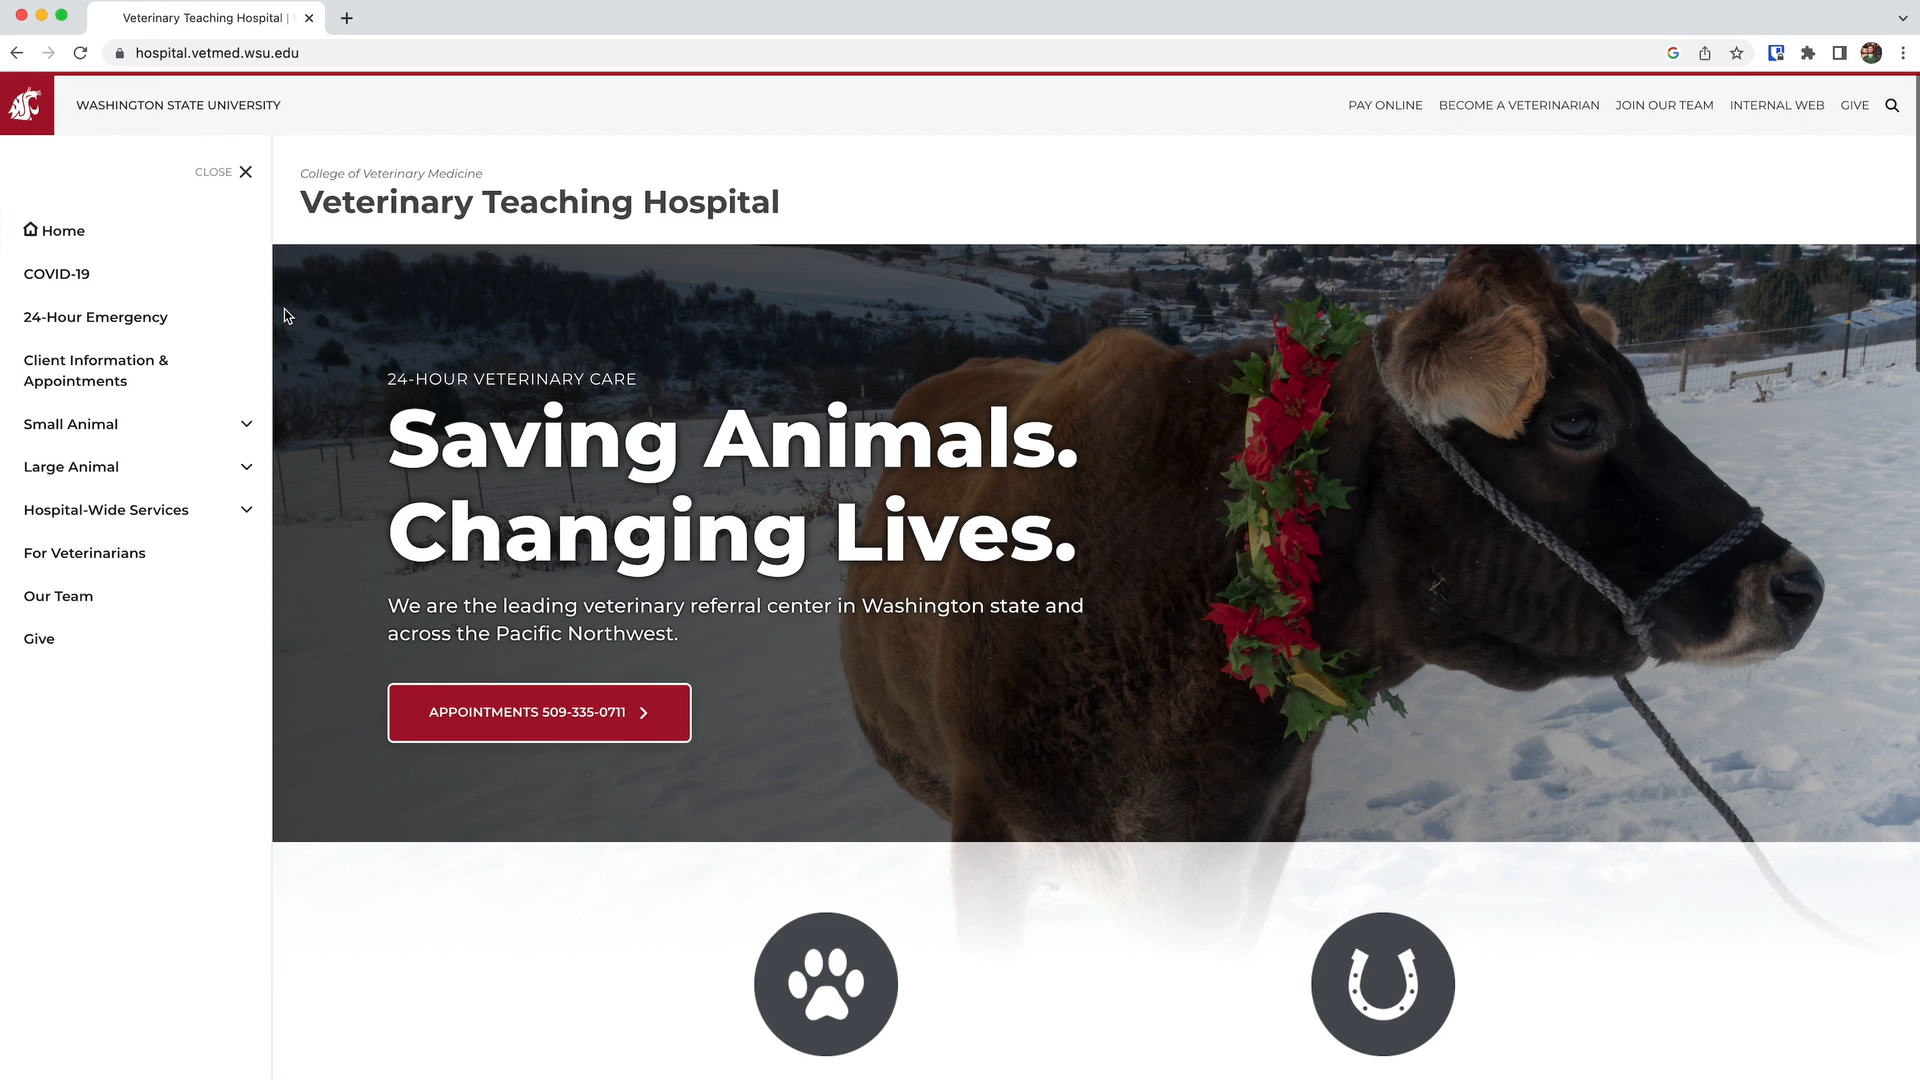 Veterinary Teaching Hospital |
hospital.vetmed.wsu.edu
WASHINGTON STATE UNIVERSITY
PAY ONLINE
BECOME A VETERINARIAN
JOIN OUR TEAM
INTERNAL WEB
GIVE
CLOSE
Home
COVID-19
24-Hour Emergency
Client Information &
Appointments
Small Animal
Large Animal
Hospital-Wide Services
For Veterinarians
Our Team
Give
College of Veterinary Medicine
Veterinary Teaching Hospital
24-HOUR VETERINARY CARE
Saving Animals.
Changing Lives.
We are the leading veterinary referral center in Washington state and
across the Pacific Northwest.
APPOINTMENTS 509-335-0711